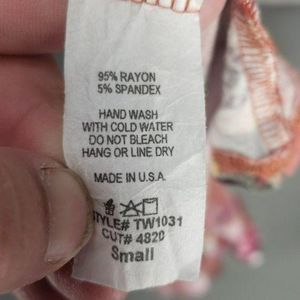 95% RAYON
5% SPANDEX
HAND WASH
WITH COLD WATER
DO NOT BLEACH
HANG OR LINE DRY
MADE IN U.S.A.
STYLE# TW1031
CUT# 4820
Small